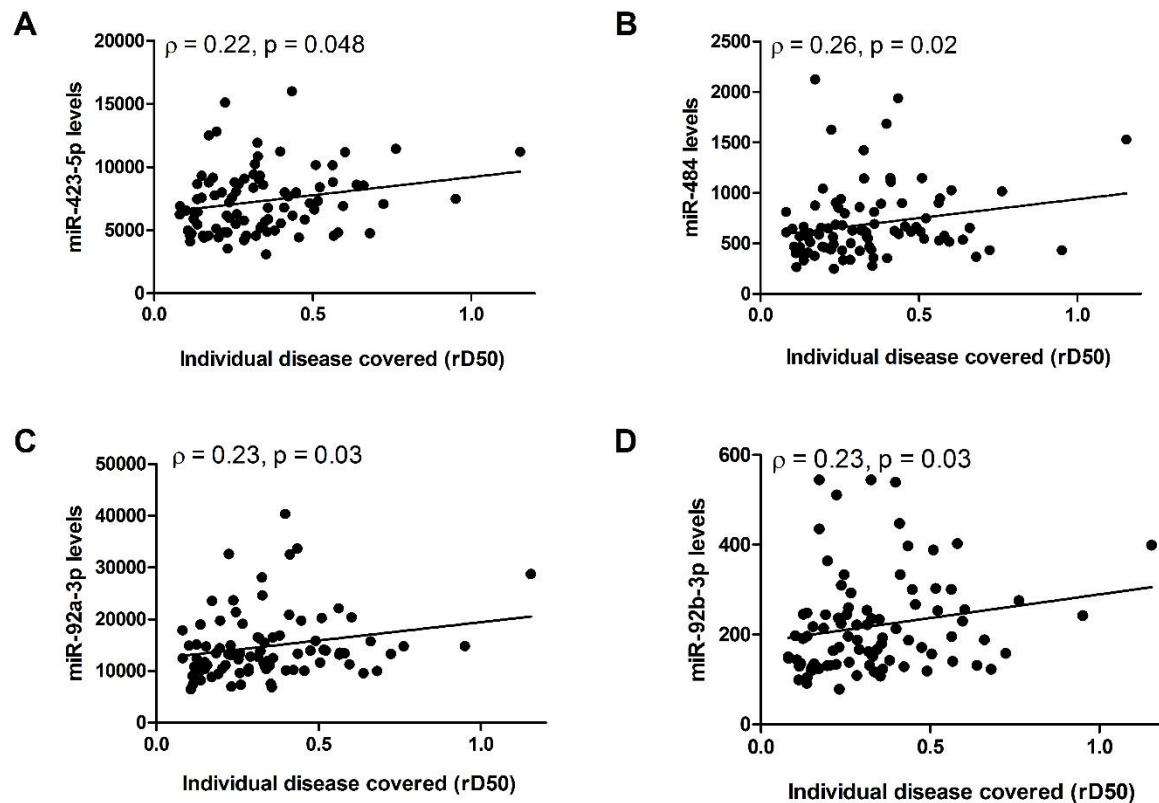 A
ρ = 0.22, p = 0.048
miR-423-5p levels
20000
15000
10000
5000
0
0.0 0.5 1.0
Individual disease covered (rD50)
B
ρ = 0.26, p = 0.02
miR-484 levels
2500
2000
1500
1000
500
0
0.0 0.5 1.0
Individual disease covered (rD50)
C
ρ = 0.23, p = 0.03
miR-92a-3p levels
50000
40000
30000
20000
10000
0
0.0 0.5 1.0
Individual disease covered (rD50)
D
ρ = 0.23, p = 0.03
miR-92b-3p levels
600
400
200
0
0.0 0.5 1.0
Individual disease covered (rD50)